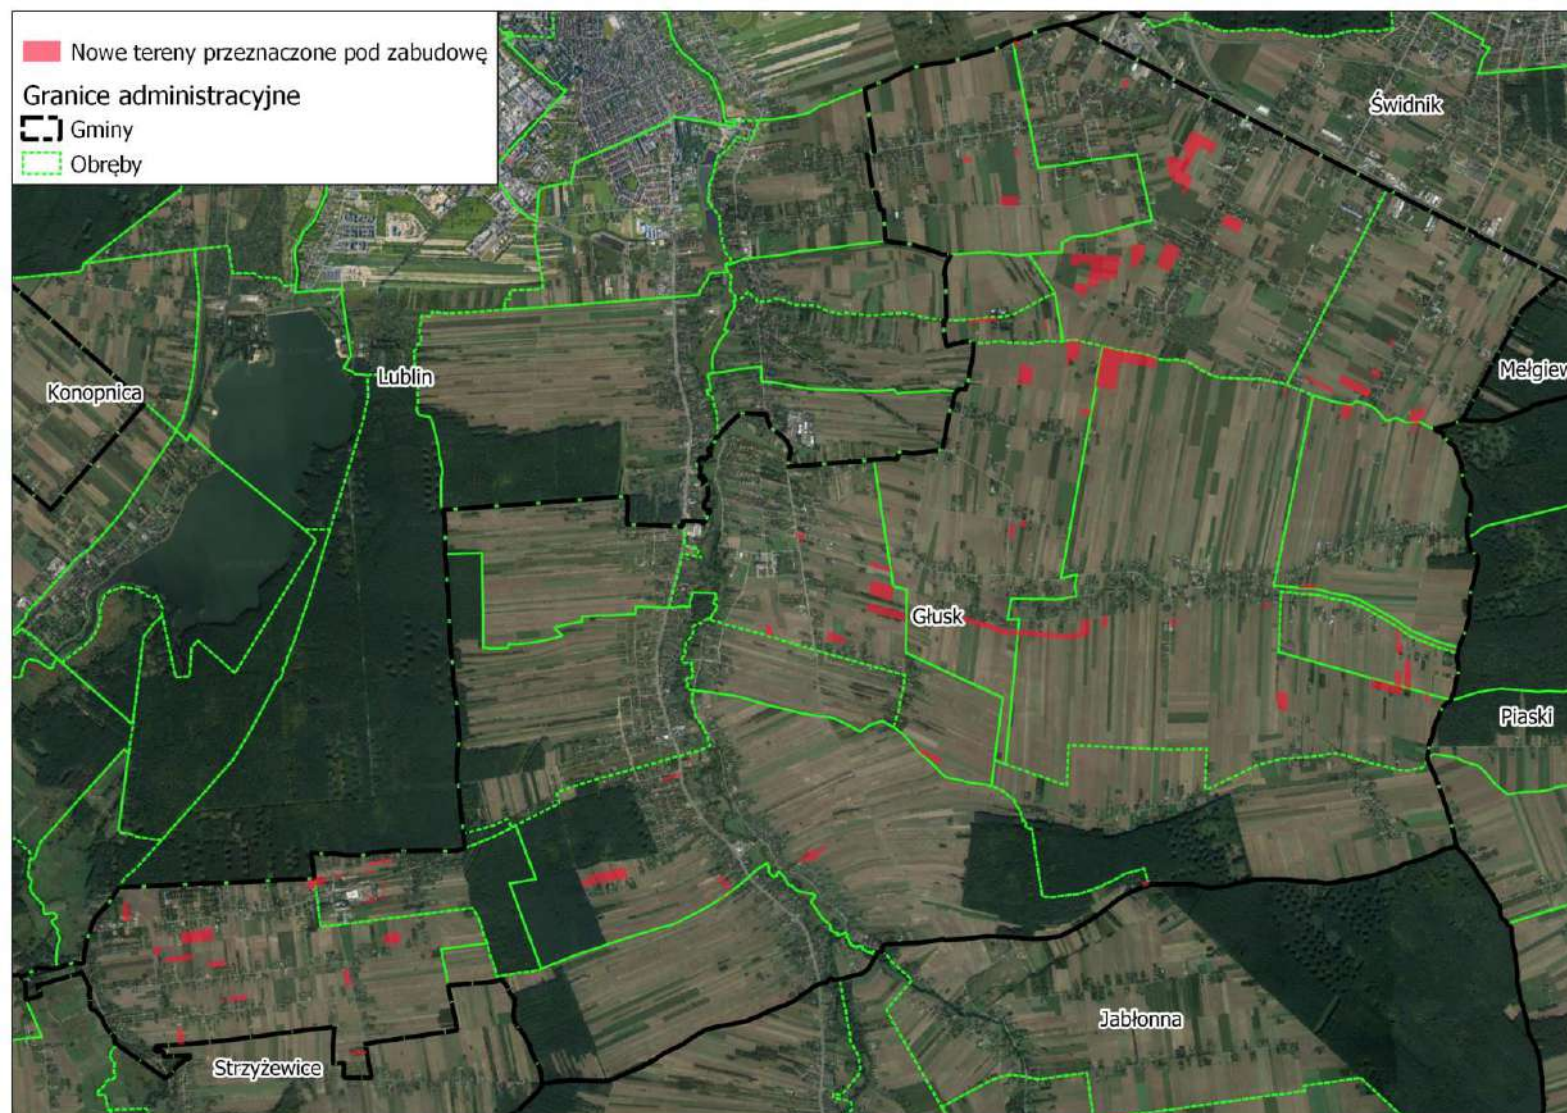 Nowe tereny przeznaczone pod zabudowę
Granice administracyjne
Gminy
Obręby
Świdnik
Konopnica
Lublin
Mełgiew
Głusk
Piaski
Jabłonna
Strzyżewice